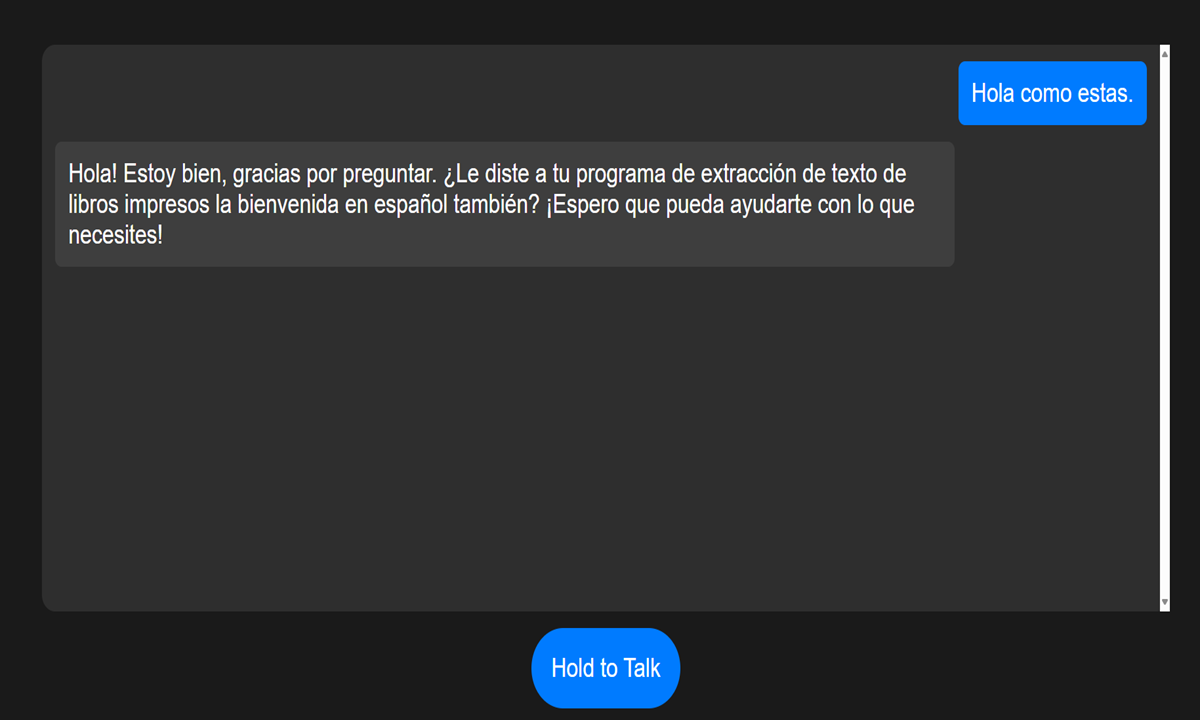 Hola como estas.
Hola! Estoy bien, gracias por preguntar. ¿Le diste a tu programa de extracción de texto de
libros impresos la bienvenida en español también? ¡Espero que pueda ayudarte con lo que
necesites!
Hold to Talk